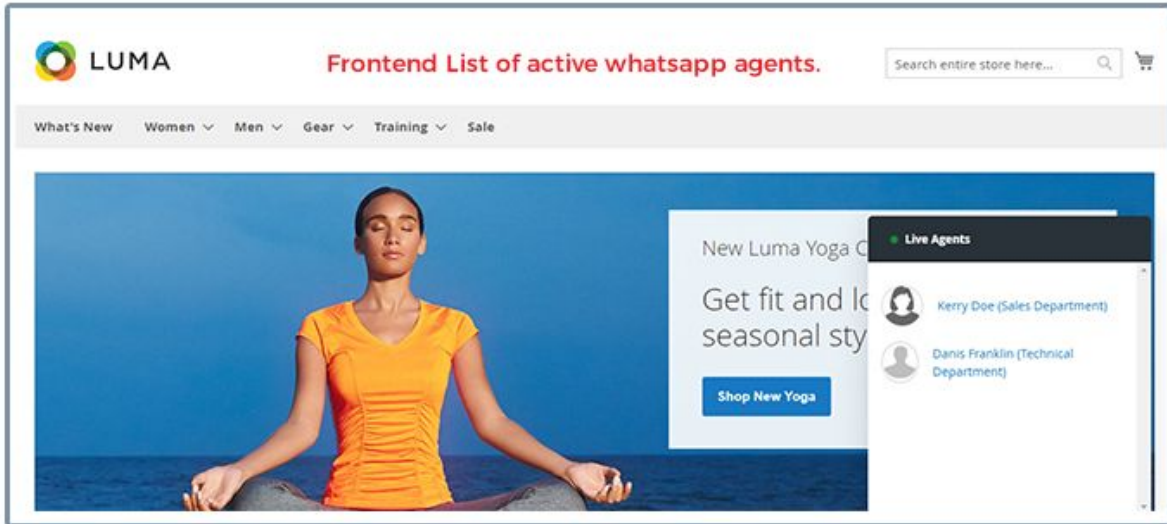 LUMA
Frontend List of active whatsapp agents.
Search entire store here...
What's New Women Men Gear Training Sale
New Luma Yoga C
Get fit and lo
seasonal sty
Shop New Yoga
Live Agents
Kerry Doe (Sales Department)
Danis Franklin (Technical
Department)